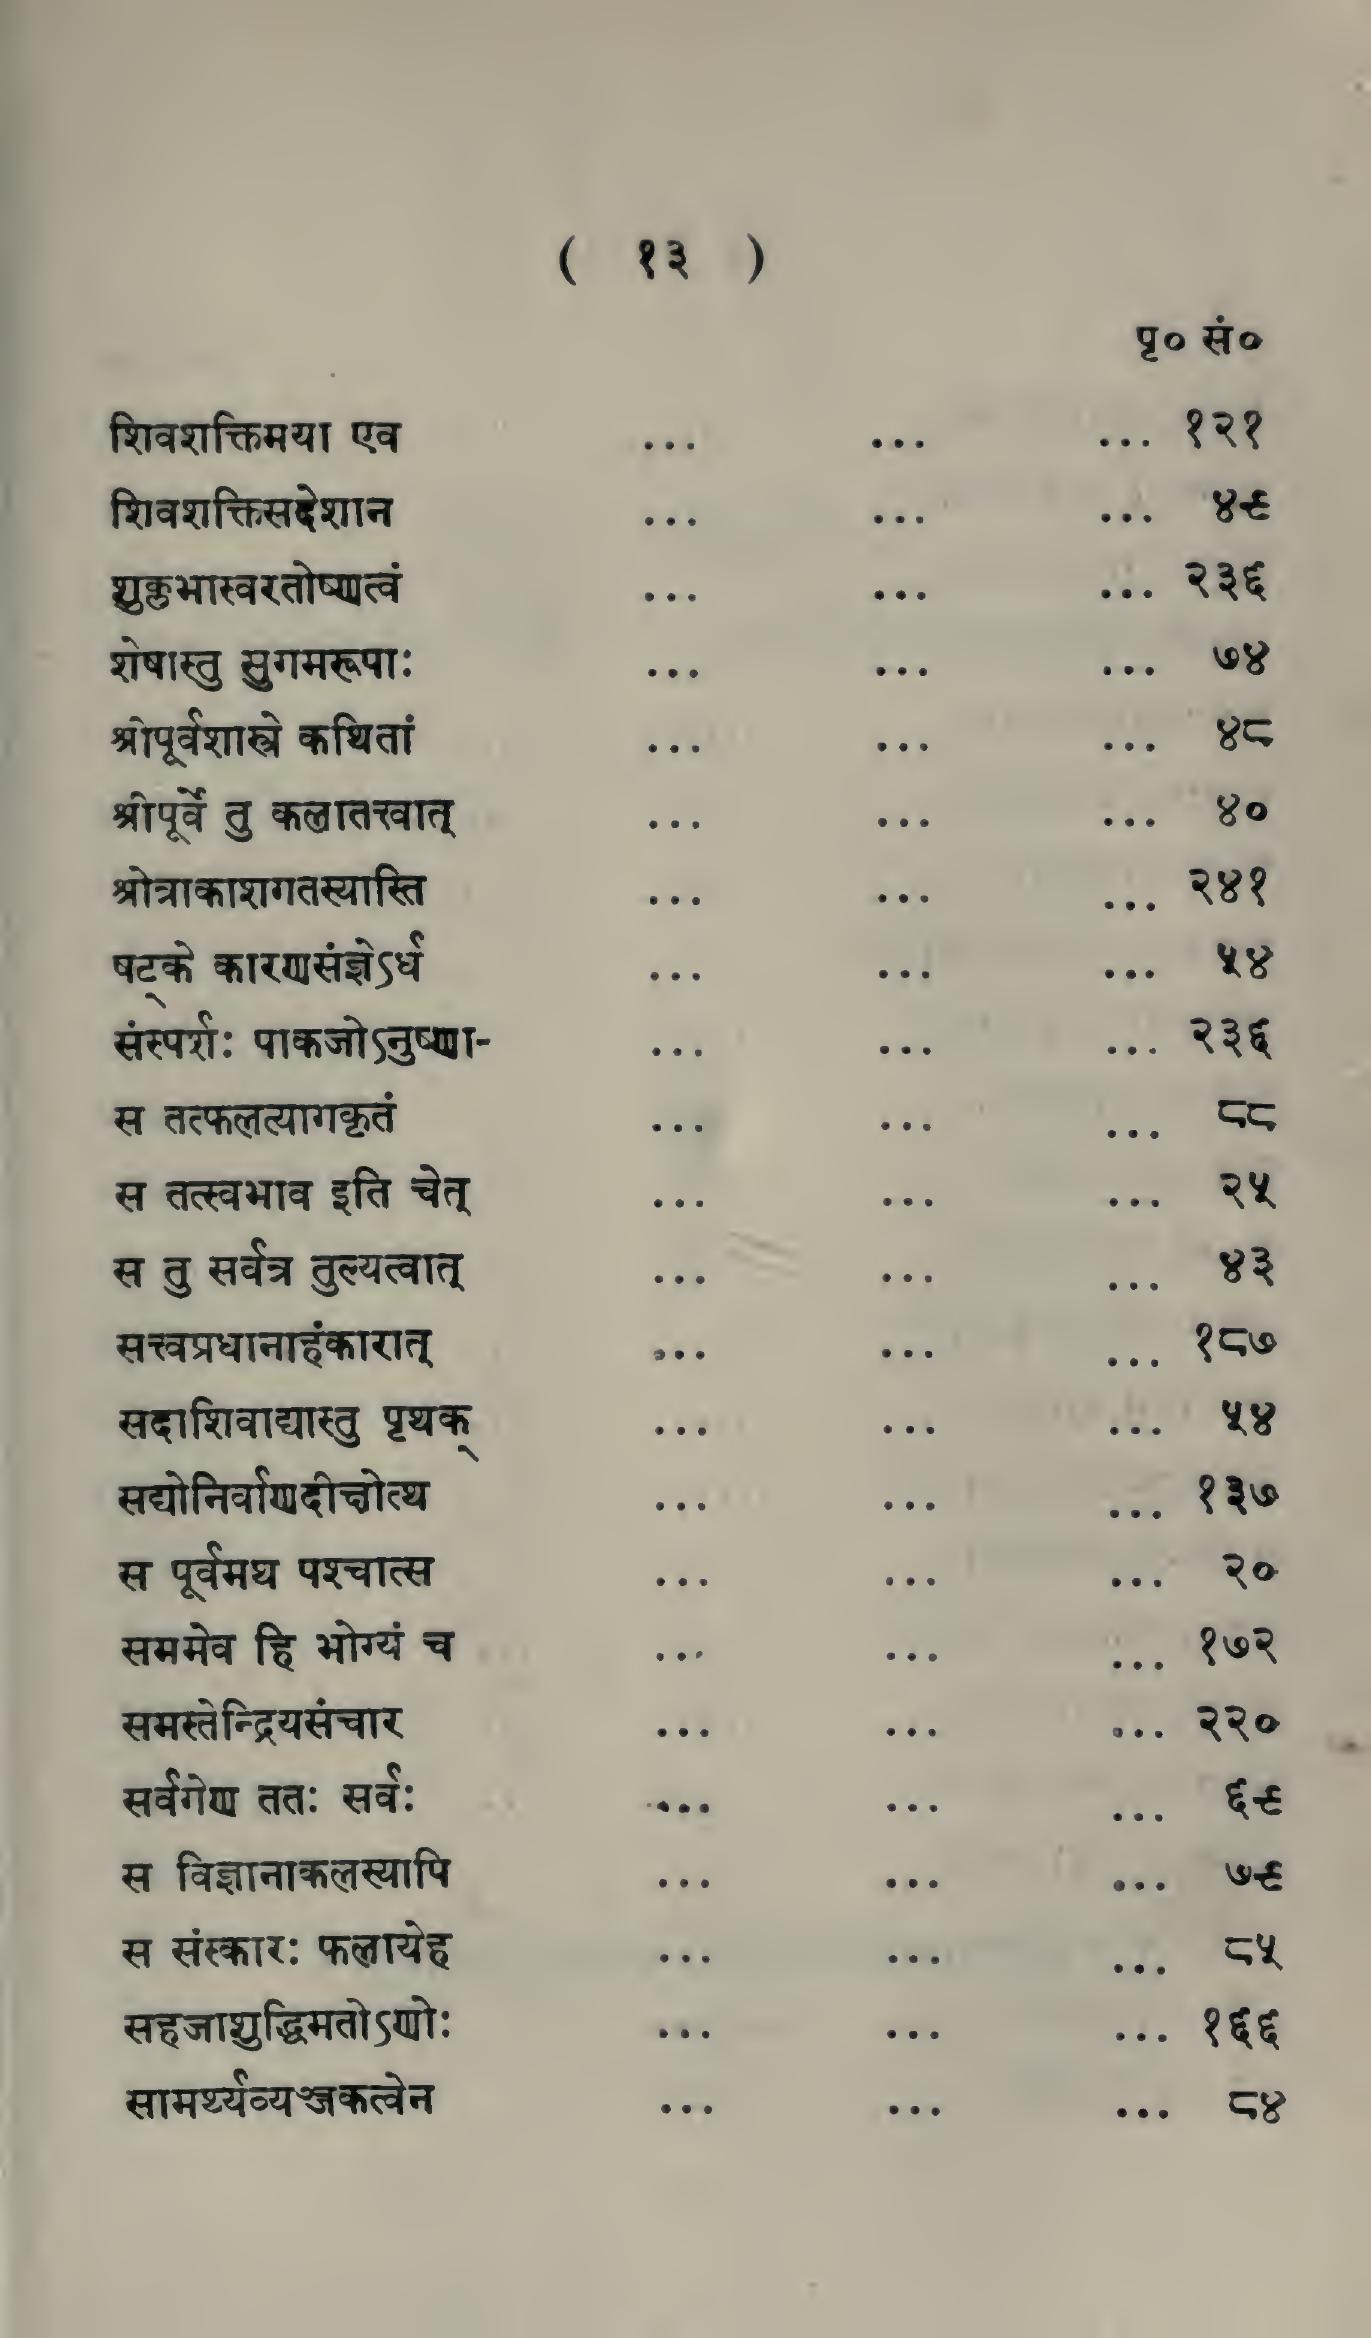 ( १३ )
पृ० सं०
शिवशक्तिमया एव ... ... ... १२१
शिवशक्तिसदेशान ... ... ... ४९
शुक्लभास्वरतोष्णत्वं ... ... ... २३६
शेषास्तु सुगमरूपाः ... ... ... ७४
श्रीपूर्वशास्त्रे कथितां ... ... ... ४८
श्रीपूर्वे तु कलातत्त्वात् ... ... ... ४०
श्रोत्राकाशगतस्यास्ति ... ... ... २४१
षट्के कारणसंज्ञेऽर्ध ... ... ... ५४
संस्पर्शः पाकजोऽनुष्णा- ... ... ... २३६
स तत्फलत्यागकृतं ... ... ... ८८
स तत्स्वभाव इति चेत् ... ... ... २५
स तु सर्वत्र तुल्यत्वात् ... ... ... ४३
सत्त्वप्रधानाहंकारात् ... ... ... १८७
सदाशिवाद्यास्तु पृथक् ... ... ... ५४
सद्योनिर्वाणदीक्षोत्थ ... ... ... १३७
स पूर्वमथ पश्चात्स ... ... ... २०
सममेव हि भोग्यं च ... ... ... १७२
समस्तेन्द्रियसंचार ... ... ... २२०
सर्वगेण ततः सर्वः ... ... ... ६९
स विज्ञानाकलस्यापि ... ... ... ७९
स संस्कारः फलायेह ... ... ... ८५
सहजाशुद्धिमतोऽणोः ... ... ... १६६
सामर्थ्यव्यञ्जकत्वेन ... ... ... ८४